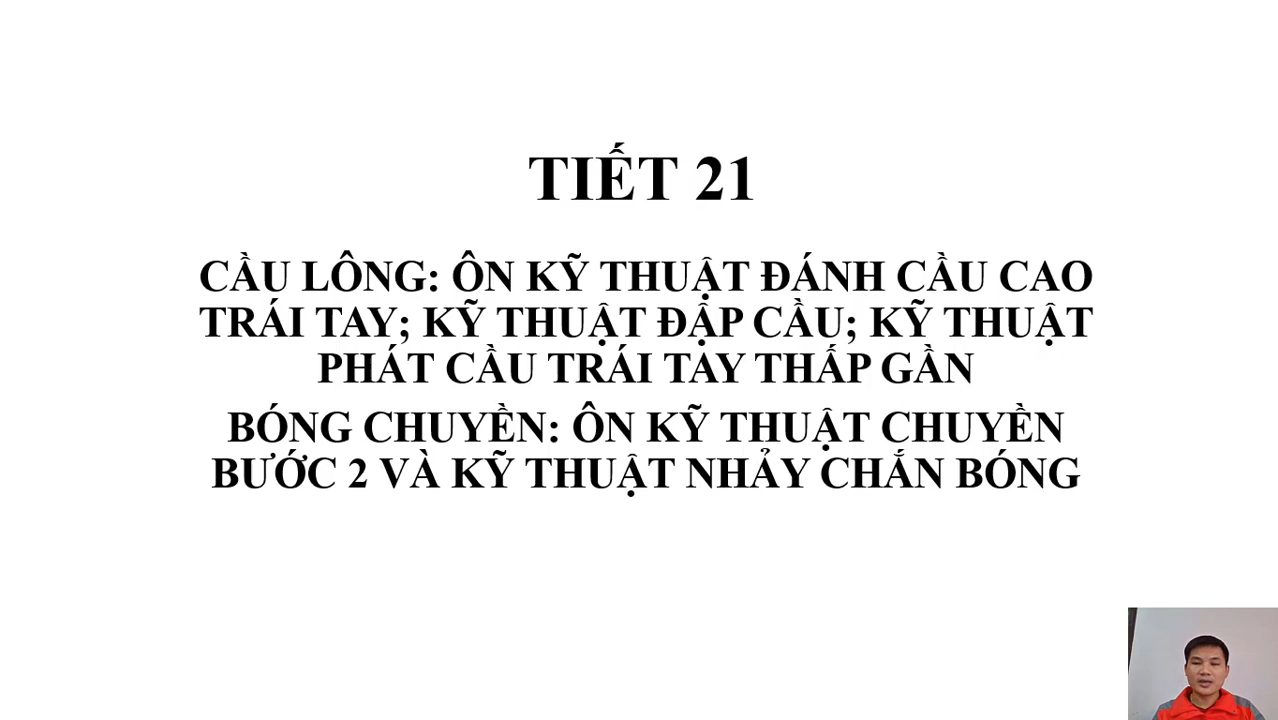 TIẾT 21
CẦU LÔNG: ÔN KỸ THUẬT ĐÁNH CẦU CAO
TRÁI TAY; KỸ THUẬT ĐẬP CẦU; KỸ THUẬT
PHÁT CẦU TRÁI TAY THẤP GẦN
BÓNG CHUYỀN: ÔN KỸ THUẬT CHUYỀN
BƯỚC 2 VÀ KỸ THUẬT NHẢY CHẮN BÓNG